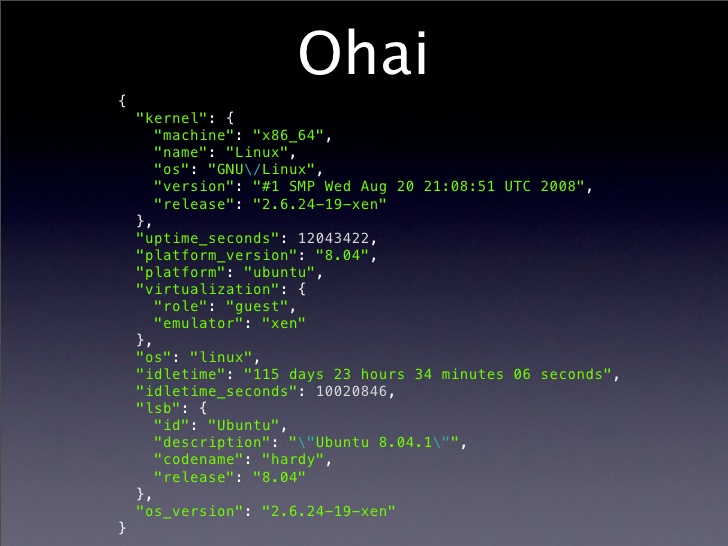 Ohai
{
"kernel": {
"machine": "x86_64",
"name": "Linux",
"os": "GNU\/Linux",
"version": "#1 SMP Wed Aug 20 21:08:51 UTC 2008",
"release": "2.6.24-19-xen"
},
"uptime_seconds": 12043422,
"platform_version": "8.04",
"platform": "ubuntu",
"virtualization": {
"role": "guest",
"emulator": "xen"
},
"os": "linux",
"idletime": "115 days 23 hours 34 minutes 06 seconds",
"idletime_seconds": 10020846,
"lsb": {
"id": "Ubuntu",
"description": "\"Ubuntu 8.04.1\"",
"codename": "hardy",
"release": "8.04"
},
"os_version": "2.6.24-19-xen"
}